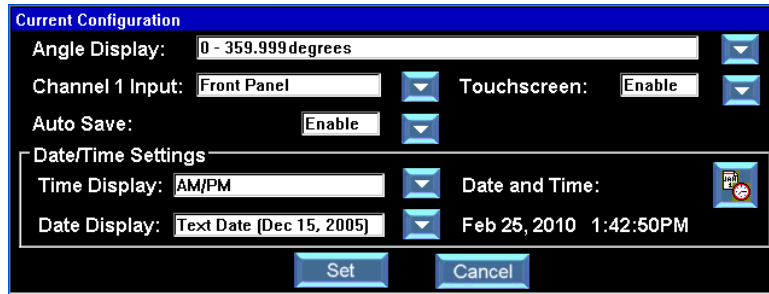 Current Configuration
Angle Display: 0 - 359.999degrees
Channel 1 Input: Front Panel Touchscreen: Enable
Auto Save: Enable
Date/Time Settings
Time Display: AM/PM Date and Time:
Date Display: Text Date (Dec 15, 2005) Feb 25, 2010 1:42:50PM
Set Cancel